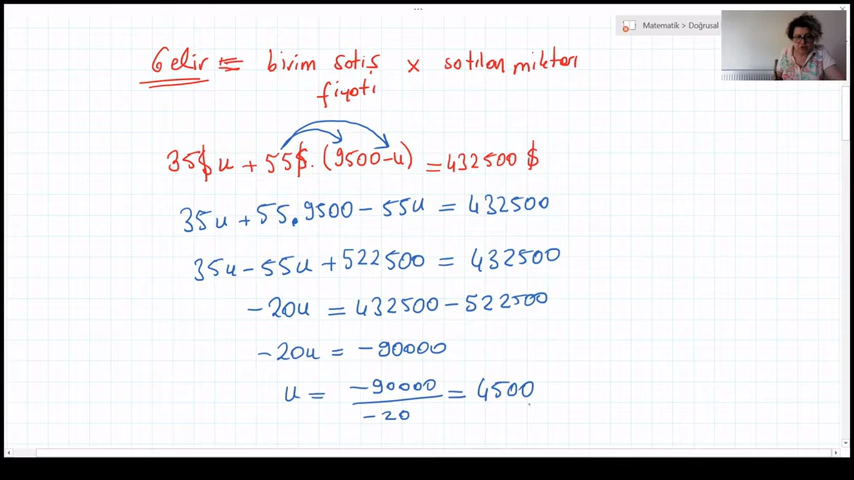 Matematik > Doğrusal
Gelir = birim satış x satılan miktarı
fiyatı
35$u + 55$.(9500-u) = 432500 $
35u + 55.9500 - 55u = 432500
35u - 55u + 522500 = 432500
-20u = 432500 - 522500
-20u = -90000
u = -90000/-20 = 4500